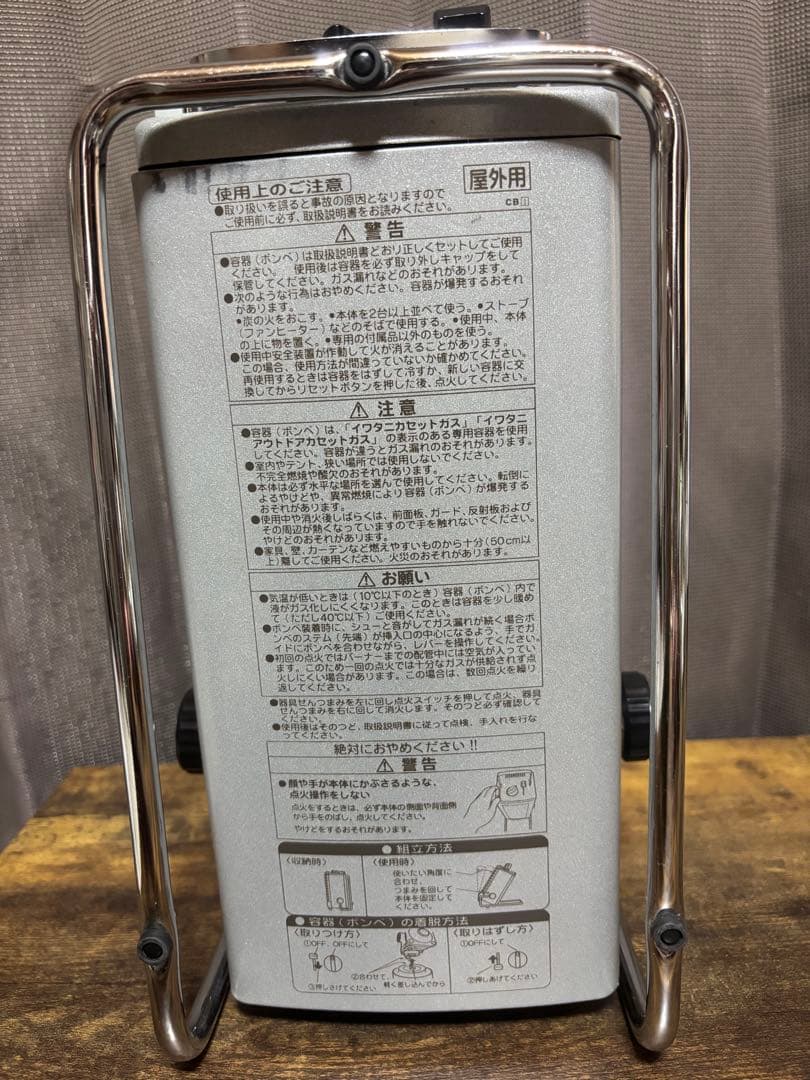 使用上のご注意
屋外用
●取り扱いを誤ると事故の原因となりますので
ご使用前に必ず、取扱説明書をお読みください。
CB
⚠ 警告
●容器(ボンベ)は取扱説明書どおり正しくセットしてご使用
ください。 使用後は容器を必ず取り外しキャップをして
保管してください。ガス漏れなどのおそれがあります。
●次のような行為はおやめください。容器が爆発するおそれ
があります。
•炭の火をおこす。•本体を2台以上並べて使う。•ストーブ
(ファンヒーター)などのそばで使用する。•使用中、本体
の上に物を置く。•専用の付属品以外のものを使う。
●使用中安全装置が作動して火が消えることがあります。
この場合、使用方法が間違っていないか確かめてください。
再使用するときは容器をはずして冷すか、新しい容器に交
換してからリセットボタンを押した後、点火してください。
⚠ 注意
●容器(ボンベ)は、「イワタニカセットガス」「イワタニ
アウトドアカセットガス」の表示のある専用容器を使用
してください。容器が違うとガス漏れのおそれがあります。
●室内やテント、狭い場所では使用しないでください。
不完全燃焼や酸欠のおそれがあります。
●本体は必ず水平な場所を選んで使用してください。転倒に
よるやけどや、異常燃焼により容器(ボンベ)が爆発する
おそれがあります。
●使用中や消火後しばらくは、前面板、ガード、反射板および
その周辺が熱くなっていますので手を触れないでください。
やけどのおそれがあります。
●家具、壁、カーテンなど燃えやすいものから十分(50cm以
上)離してご使用ください。火災のおそれがあります。
⚠ お願い
●気温が低いときは(10℃以下のとき)容器(ボンベ)内で
液がガス化しにくくなります。このときは容器を少し暖め
て(ただし40℃以下)ご使用ください。
●ボンベ装着時に、シューと音がしてガス漏れが続く場合ボ
ンベのステム(先端)が挿入口の中心になるよう、手でガ
イドにボンベを合わせながら、レバーを操作してください。
●初回の点火ではバーナーまでの配管中には空気が入ってい
ます。このため一回の点火では十分なガスが供給されず点
火しにくい場合があります。この場合は、数回点火を繰り
返してください。
●器具せんつまみを左に回し点火スイッチを押して点火、器具
せんつまみを右に回して消火します。そのつど必ず確認して
ください。
●使用後はそのつど、取扱説明書に従って点検、手入れを行な
ってください。
絶対におやめください!!
⚠ 警告
●顔や手が本体にかぶさるような、
点火操作をしない
点火をするときは、必ず本体の側面や背面側
から手をのばし、点火してください。
やけどをするおそれがあります。
●組立方法
〈収納時〉
〈使用時〉
使いたい角度に
合わせ、
つまみを回して
本体を固定して
ください。
●容器(ボンベ)の着脱方法
〈取りつけ方〉
①OFF、OFFにして
②合わせて、
軽く差し込んでから
③押しさげてください
〈取りはずし方〉
①OFFにして
②押しあげてください